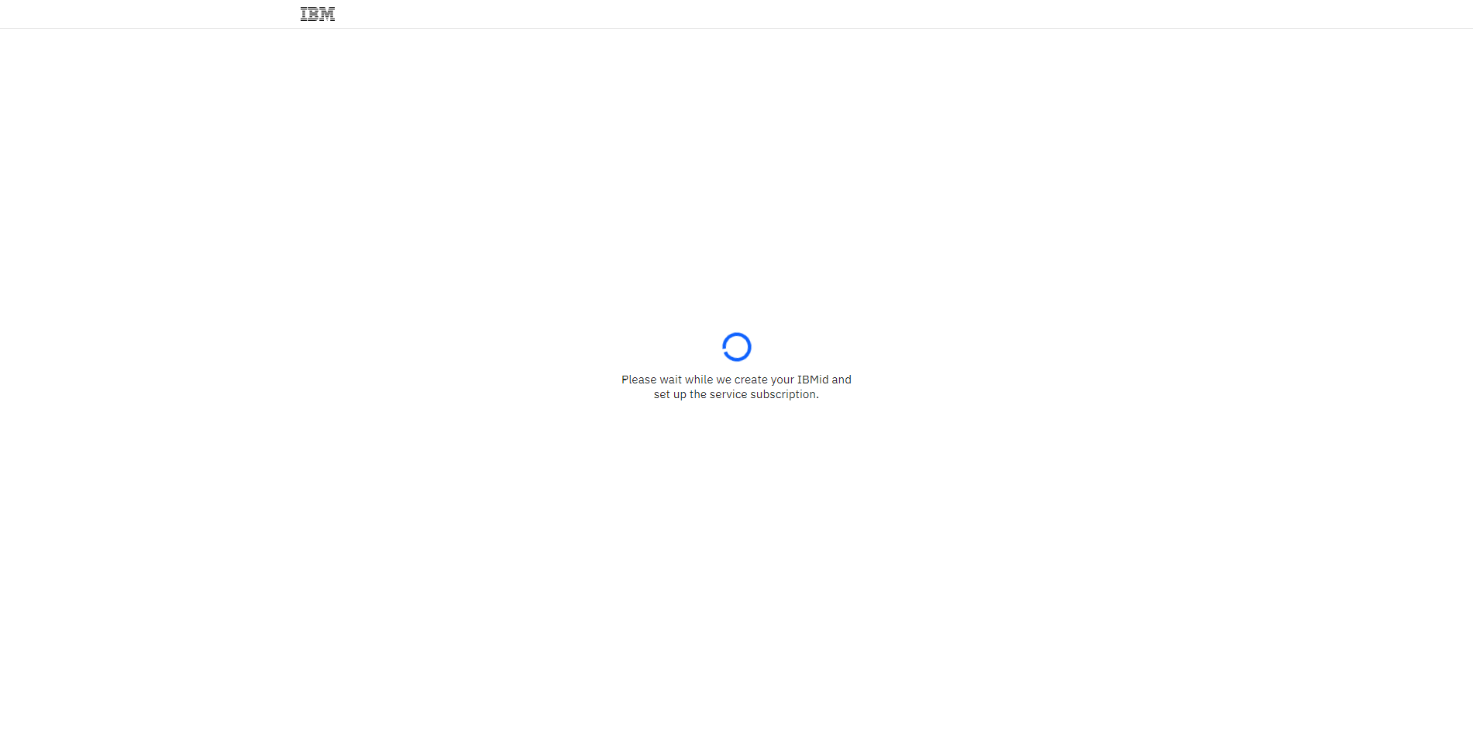 IBM
Please wait while we create your IBMid and
set up the service subscription.